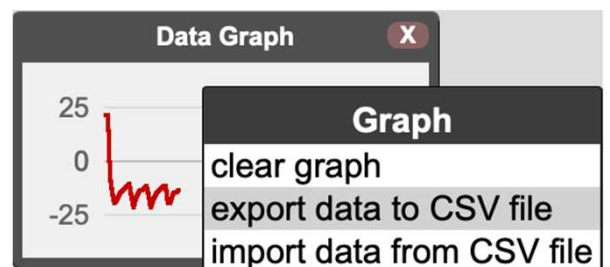 Data Graph X
25
Graph
0
clear graph
export data to CSV file
-25
import data from CSV file